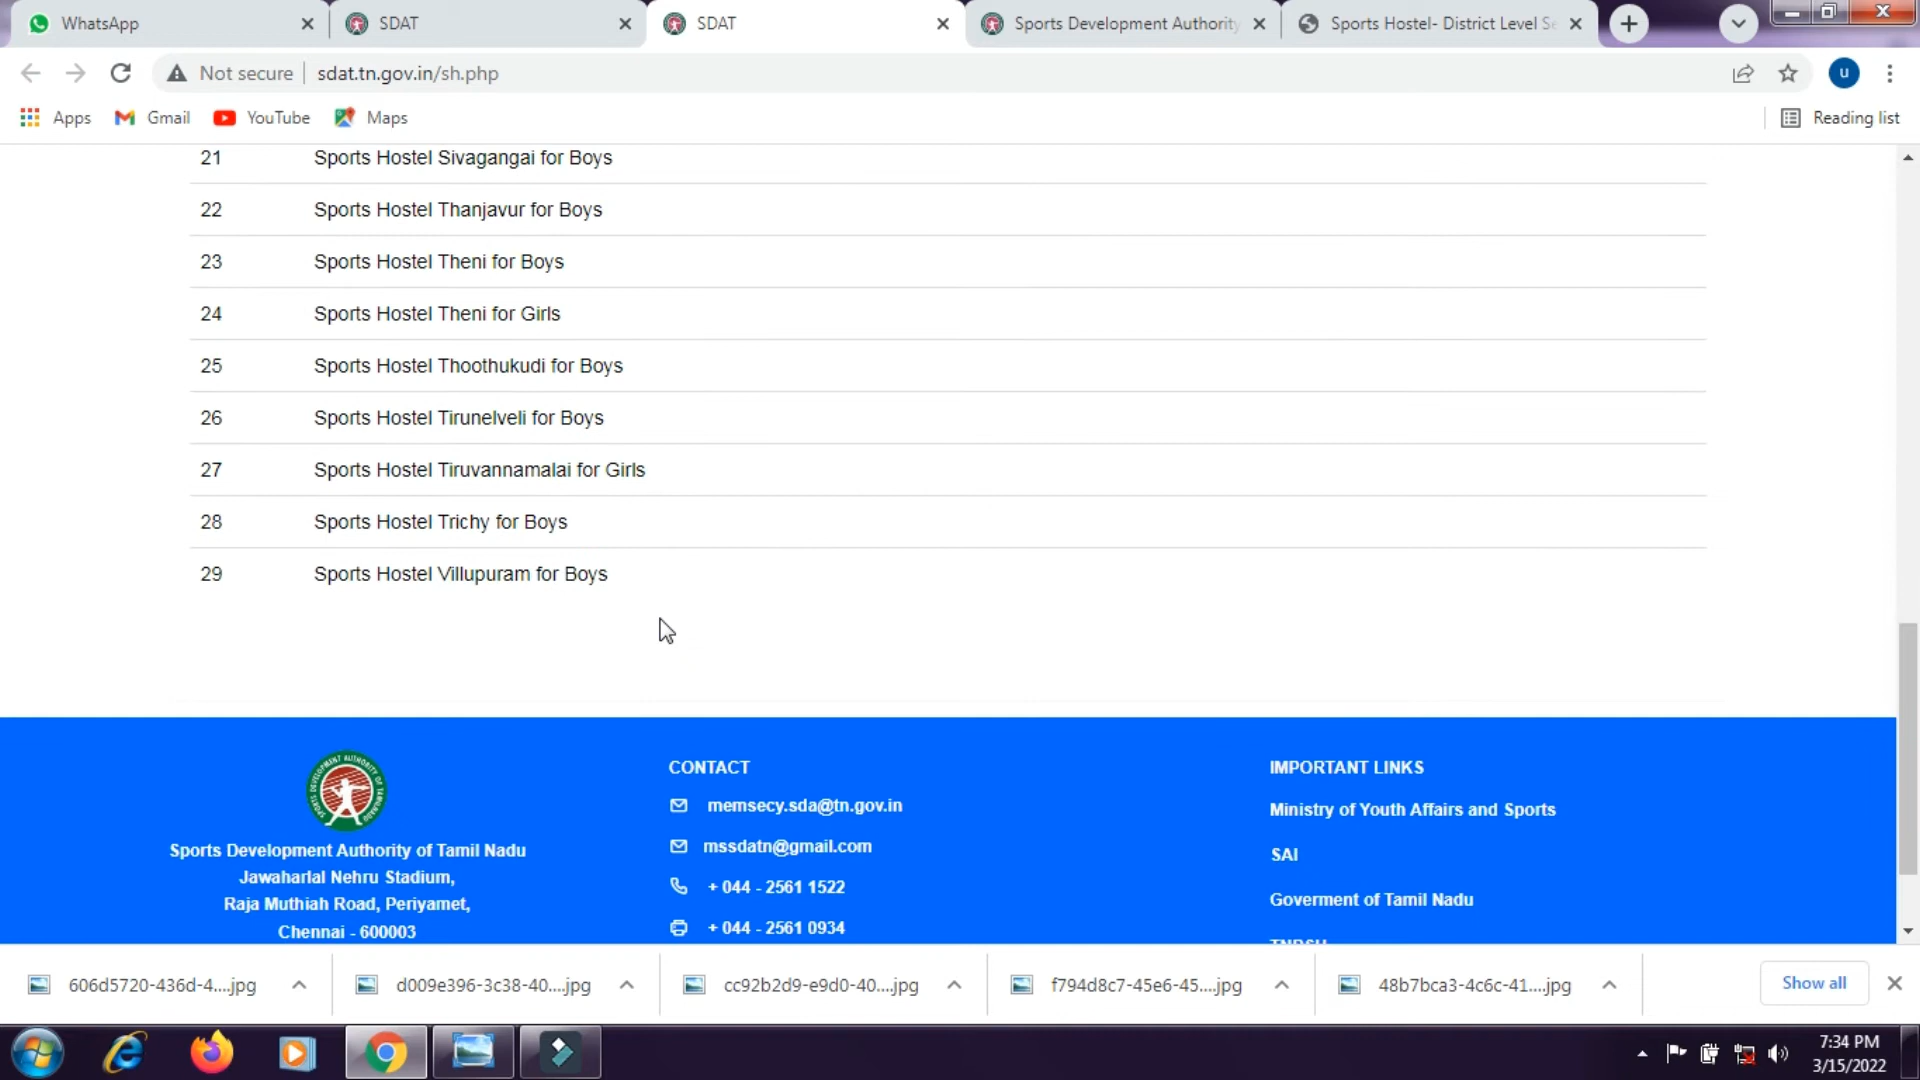 WhatsApp
SDAT
SDAT
Sports Development Authority
Sports Hostel- District Level Se
Not secure
sdat.tn.gov.in/sh.php
u
Apps
Gmail
YouTube
Maps
Reading list
21 Sports Hostel Sivagangai for Boys
22 Sports Hostel Thanjavur for Boys
23 Sports Hostel Theni for Boys
24 Sports Hostel Theni for Girls
25 Sports Hostel Thoothukudi for Boys
26 Sports Hostel Tirunelveli for Boys
27 Sports Hostel Tiruvannamalai for Girls
28 Sports Hostel Trichy for Boys
29 Sports Hostel Villupuram for Boys
SPORTS DEVELOPMENT AUTHORITY OF TAMILNADU
Sports Development Authority of Tamil Nadu
Jawaharlal Nehru Stadium,
Raja Muthiah Road, Periyamet,
Chennai - 600003
CONTACT
memsecy.sda@tn.gov.in
mssdatn@gmail.com
+ 044 - 2561 1522
+ 044 - 2561 0934
IMPORTANT LINKS
Ministry of Youth Affairs and Sports
SAI
Goverment of Tamil Nadu
606d5720-436d-4....jpg
d009e396-3c38-40....jpg
cc92b2d9-e9d0-40....jpg
f794d8c7-45e6-45....jpg
48b7bca3-4c6c-41....jpg
Show all
7:34 PM
3/15/2022